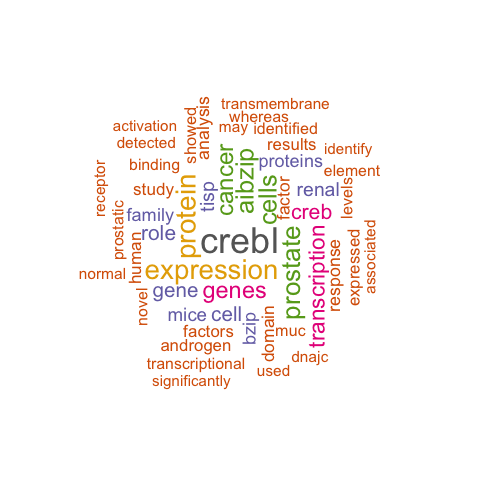 transmembrane
whereas
activation
may
identified
detected
showed
analysis
results
identify
cancer
aibzip
proteins
binding
element
receptor
study
tisp
cells
factor
renal
levels
protein
family
creb
prostatic
role
crebl
human
expression
prostate
transcription
response
expressed
associated
normal
gene
genes
novel
mice
cell
bzip
domain
muc
factors
androgen
dnajc
transcriptional
used
significantly